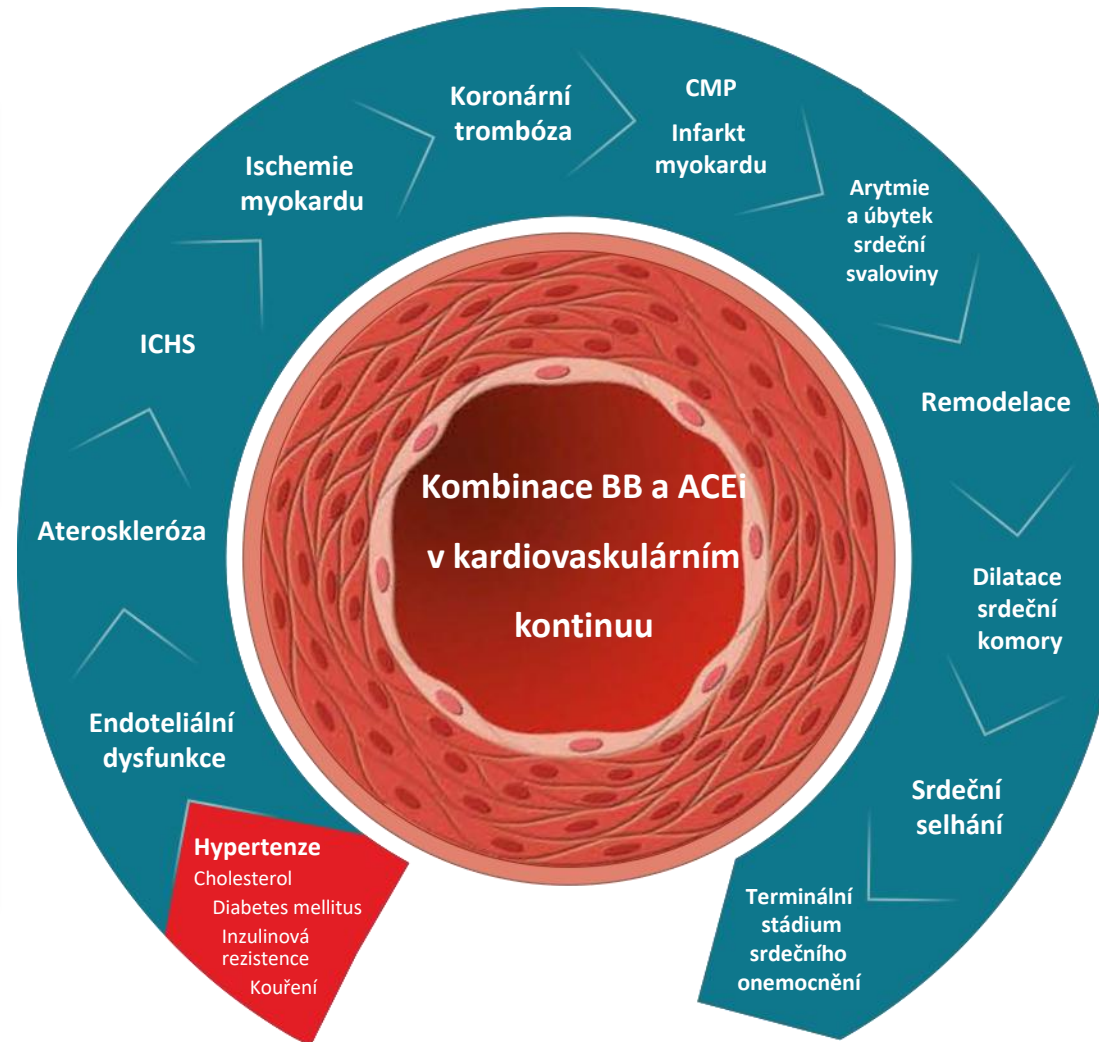 Hypertenze
Cholesterol
Diabetes mellitus
Inzulinová
rezistence
Kouření
Endoteliální
dysfunkce
Ateroskleróza
ICHS
Ischemie
myokardu
Koronární
trombóza
CMP
Infarkt
myokardu
Arytmie
a úbytek
srdeční
svaloviny
Remodelace
Dilatace
srdeční
komory
Srdeční
selhání
Terminální
stádium
srdečního
onemocnění
Kombinace BB a ACEi
v kardiovaskulárním
kontinuu